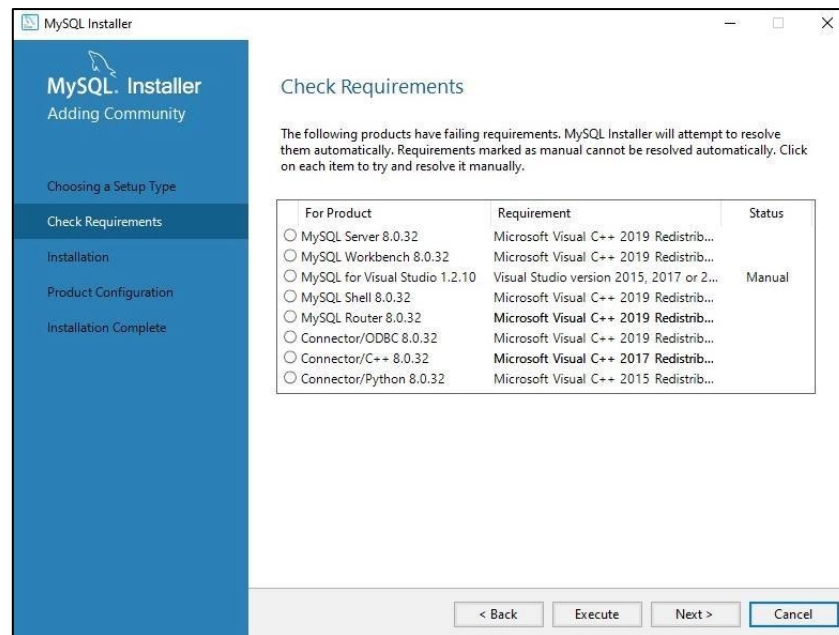 MySQL Installer
MySQL. Installer
Adding Community
Choosing a Setup Type
Check Requirements
Installation
Product Configuration
Installation Complete
Check Requirements
The following products have failing requirements. MySQL Installer will attempt to resolve
them automatically. Requirements marked as manual cannot be resolved automatically. Click
on each item to try and resolve it manually.
For Product Requirement Status
MySQL Server 8.0.32 Microsoft Visual C++ 2019 Redistrib...
MySQL Workbench 8.0.32 Microsoft Visual C++ 2019 Redistrib...
MySQL for Visual Studio 1.2.10 Visual Studio version 2015, 2017 or 2... Manual
MySQL Shell 8.0.32 Microsoft Visual C++ 2019 Redistrib...
MySQL Router 8.0.32 Microsoft Visual C++ 2019 Redistrib...
Connector/ODBC 8.0.32 Microsoft Visual C++ 2019 Redistrib...
Connector/C++ 8.0.32 Microsoft Visual C++ 2017 Redistrib...
Connector/Python 8.0.32 Microsoft Visual C++ 2015 Redistrib...
< Back Execute Next > Cancel